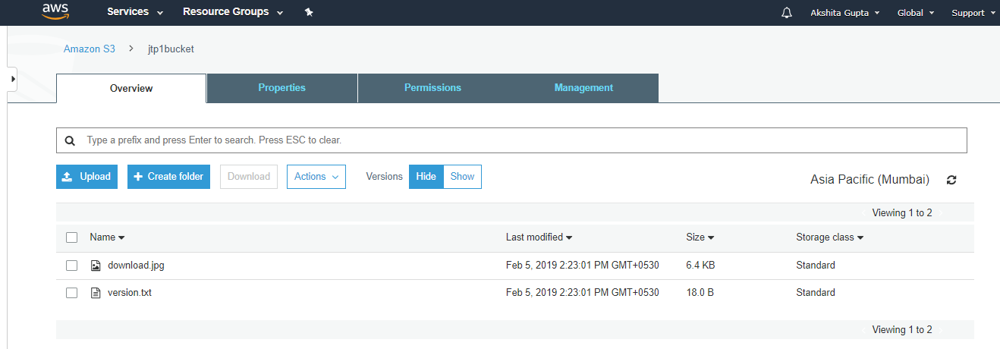 aws Services Resource Groups Akshita Gupta Global Support
Amazon S3 > jtp1bucket
Overview Properties Permissions Management
Type a prefix and press Enter to search. Press ESC to clear.
Upload Create folder Download Actions Versions Hide Show Asia Pacific (Mumbai)
Viewing 1 to 2
Name Last modified Size Storage class
download.jpg Feb 5, 2019 2:23:01 PM GMT+0530 6.4 KB Standard
version.txt Feb 5, 2019 2:23:01 PM GMT+0530 18.0 B Standard
Viewing 1 to 2